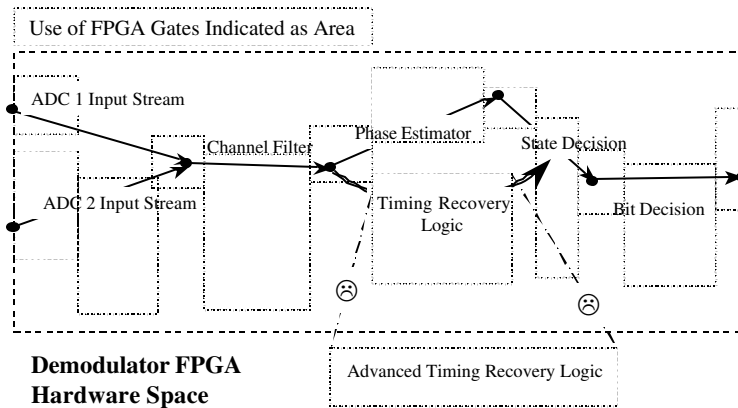 Use of FPGA Gates Indicated as Area
ADC 1 Input Stream
Channel Filter
Phase Estimator
State Decision
ADC 2 Input Stream
Timing Recovery
Logic
Bit Decision
Demodulator FPGA
Hardware Space
Advanced Timing Recovery Logic